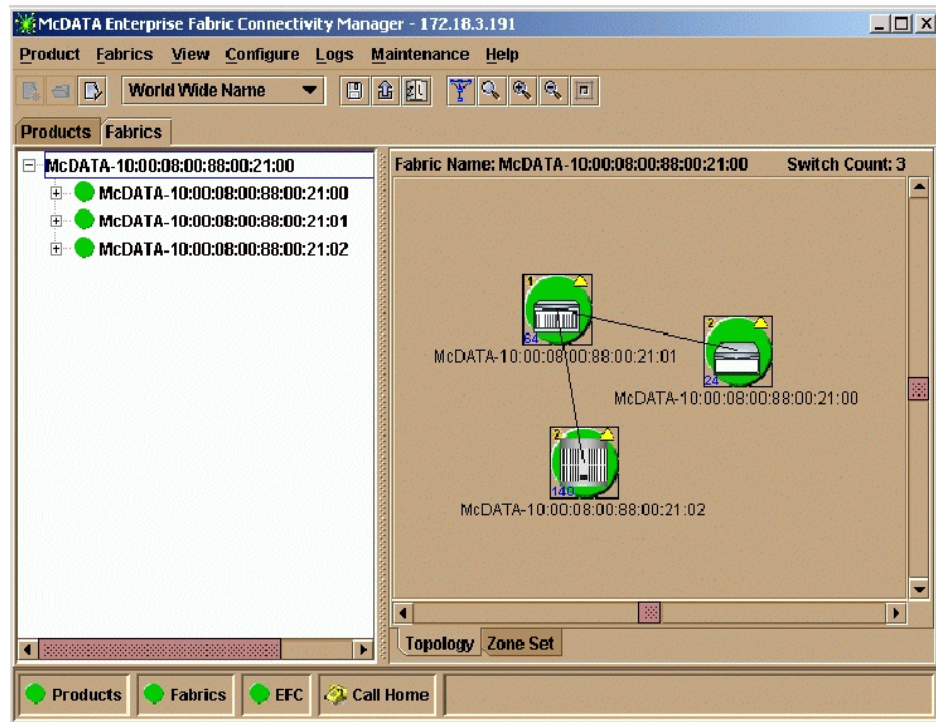 McDATA Enterprise Fabric Connectivity Manager - 172.18.3.191
Product Fabrics View Configure Logs Maintenance Help
World Wide Name
Products Fabrics
McDATA-10:00:08:00:88:00:21:00
McDATA-10:00:08:00:88:00:21:00
McDATA-10:00:08:00:88:00:21:01
McDATA-10:00:08:00:88:00:21:02
Fabric Name: McDATA-10:00:08:00:88:00:21:00 Switch Count: 3
1
64
McDATA-10:00:08:00:88:00:21:01
2
24
McDATA-10:00:08:00:88:00:21:00
2
140
McDATA-10:00:08:00:88:00:21:02
Topology Zone Set
Products Fabrics EFC Call Home